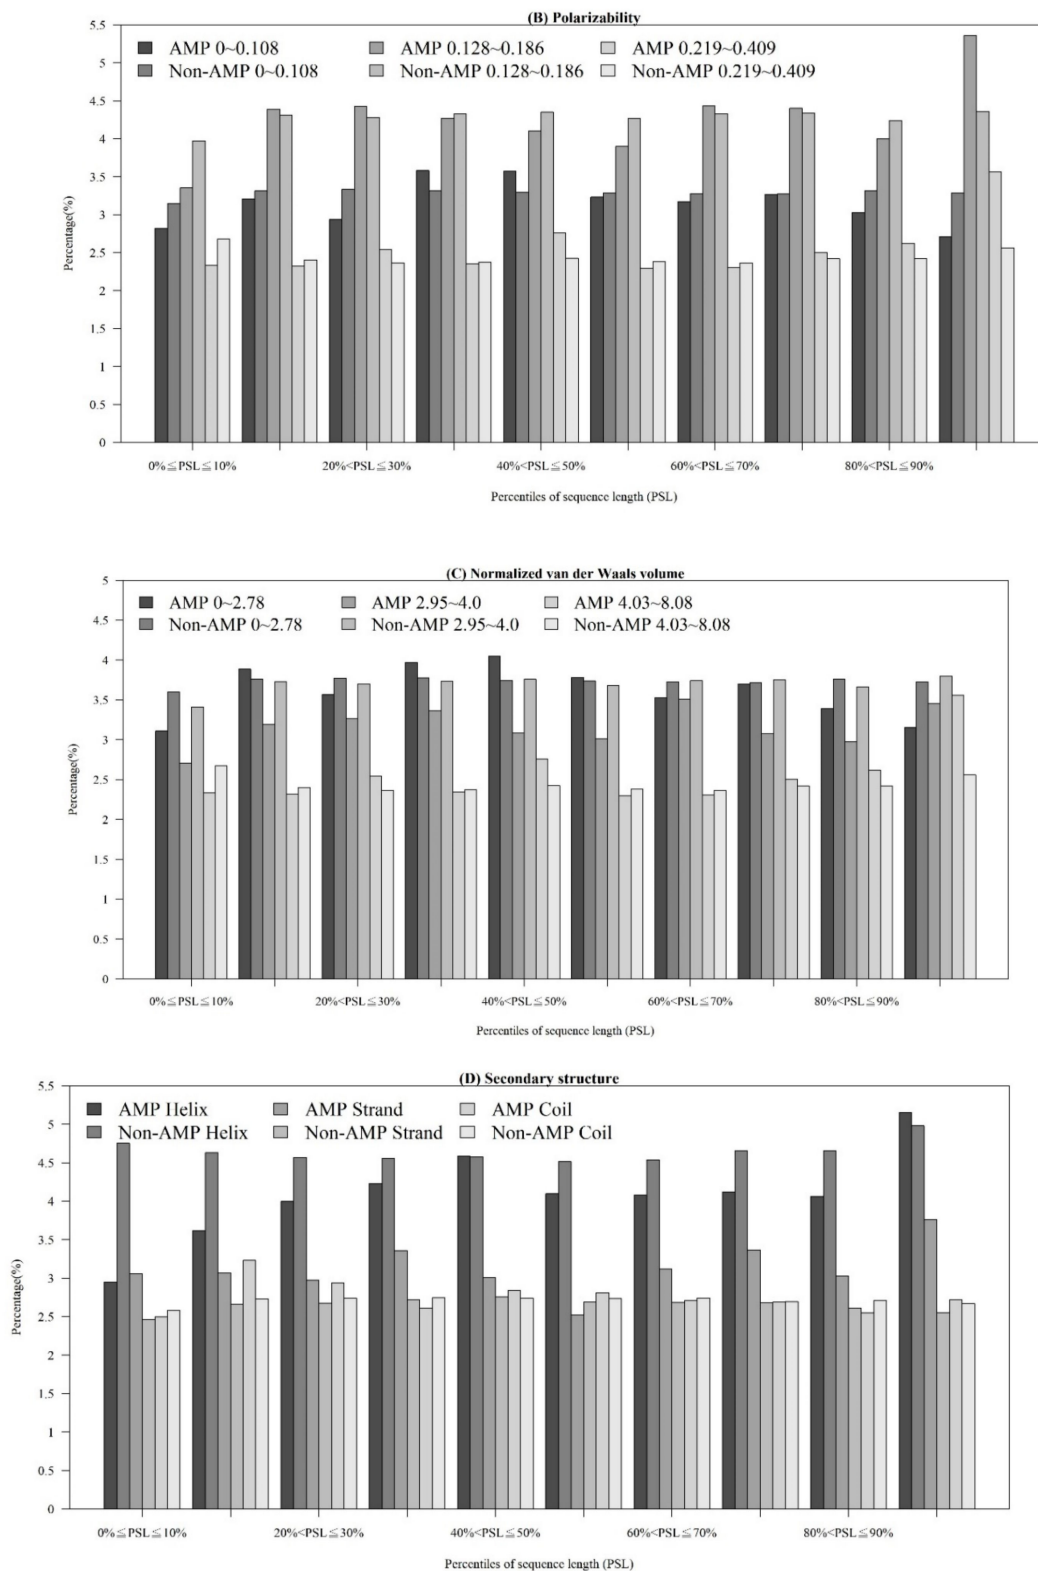 (B) Polarizability
5.5
AMP 0~0.108 AMP 0.128~0.186 AMP 0.219~0.409
5
Non-AMP 0~0.108 Non-AMP 0.128~0.186 Non-AMP 0.219~0.409
4.5
4
3.5
3
2.5
2
1.5
1
0.5
0
Percentage(%)
0%≦PSL≦10% 20%<PSL≦30% 40%<PSL≦50% 60%<PSL≦70% 80%<PSL≦90%
Percentiles of sequence length (PSL)
(C) Normalized van der Waals volume
5
AMP 0~2.78 AMP 2.95~4.0 AMP 4.03~8.08
4.5
Non-AMP 0~2.78 Non-AMP 2.95~4.0 Non-AMP 4.03~8.08
4
3.5
3
2.5
2
1.5
1
0.5
0
Percentage(%)
0%≦PSL≦10% 20%<PSL≦30% 40%<PSL≦50% 60%<PSL≦70% 80%<PSL≦90%
Percentiles of sequence length (PSL)
(D) Secondary structure
5.5
AMP Helix AMP Strand AMP Coil
5
Non-AMP Helix Non-AMP Strand Non-AMP Coil
4.5
4
3.5
3
2.5
2
1.5
1
0.5
0
Percentage(%)
0%≦PSL≦10% 20%<PSL≦30% 40%<PSL≦50% 60%<PSL≦70% 80%<PSL≦90%
Percentiles of sequence length (PSL)